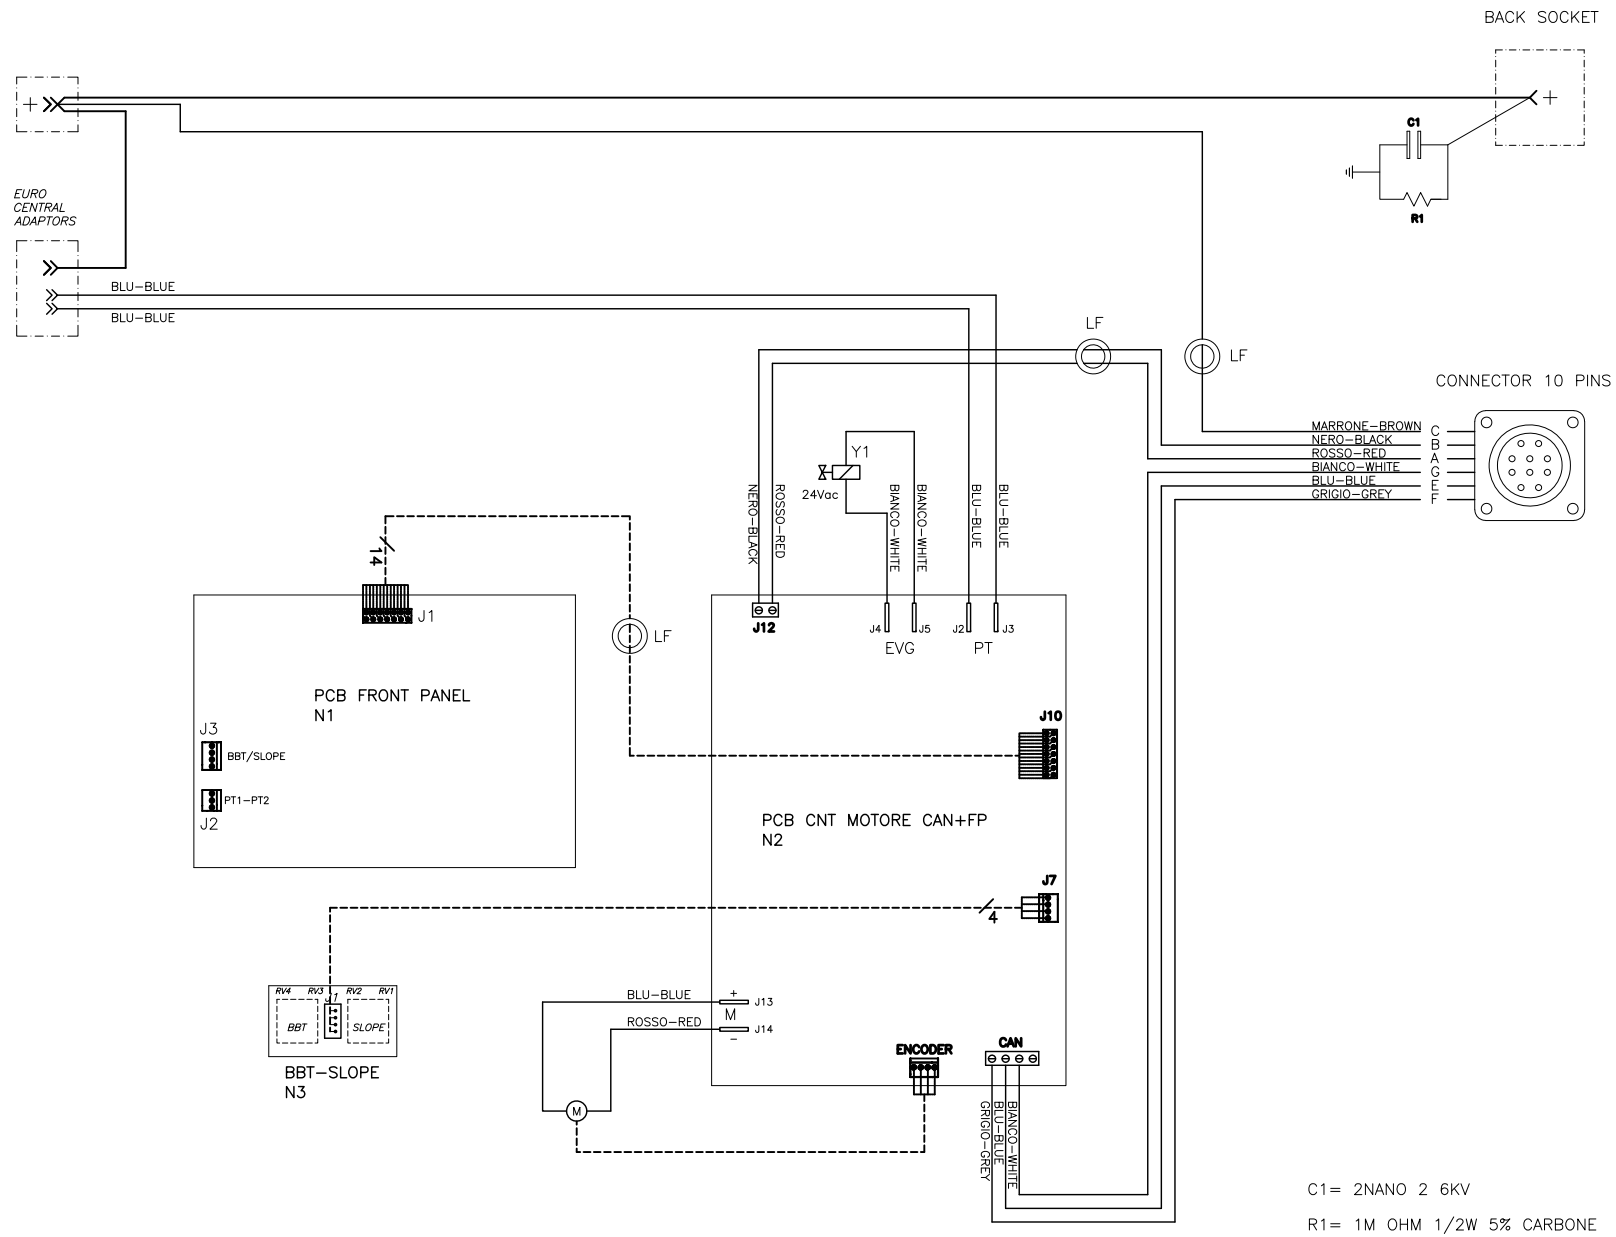 BACK SOCKET
+
+
C1
R1
EURO
CENTRAL
ADAPTORS
BLU-BLUE
BLU-BLUE
LF
LF
CONNECTOR 10 PINS
MARRONE-BROWN C
NERO-BLACK B
ROSSO-RED A
BIANCO-WHITE G
BLU-BLUE E
GRIGIO-GREY F
Y1
24Vac
NERO-BLACK
ROSSO-RED
BIANCO-WHITE
BIANCO-WHITE
BLU-BLUE
BLU-BLUE
14
J1
LF
J12
J4
J5
J2
J3
EVG
PT
PCB FRONT PANEL
N1
J3
BBT/SLOPE
PT1-PT2
J2
J10
PCB CNT MOTORE CAN+FP
N2
J7
4
RV4
RV3
J1
RV2
RV1
BBT
SLOPE
BBT-SLOPE
N3
BLU-BLUE
+
J13
M
ROSSO-RED
J14
-
M
ENCODER
CAN
GRIGIO-GREY
BLU-BLUE
BIANCO-WHITE
C1= 2NANO 2 6KV
R1= 1M OHM 1/2W 5% CARBONE